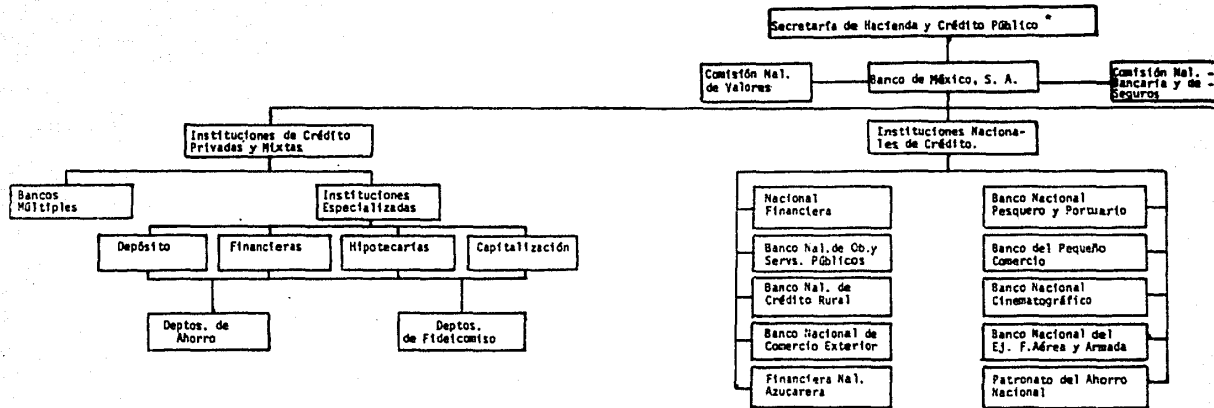 Secretaría de Hacienda y Crédito Público *
Comisión Nal.
de Valores
Banco de México, S. A.
Comisión Nal. -
Bancaria y de -
Seguros
Instituciones de Crédito
Privadas y Mixtas
Instituciones Naciona-
les de Crédito.
Bancos
Múltiples
Instituciones
Especializadas
Depósito
Financieras
Hipotecarias
Capitalización
Deptos. de
Ahorro
Deptos.
de Fideicomiso
Nacional
Financiera
Banco Nal.de Ob.y
Servs. Públicos
Banco Nal. de
Crédito Rural
Banco Nacional de
Comercio Exterior
Financiera Nal.
Azucarera
Banco Nacional
Pesquero y Portuario
Banco del Pequeño
Comercio
Banco Nacional
Cinematográfico
Banco Nacional del
Ej. F.Aérea y Armada
Patronato del Ahorro
Nacional